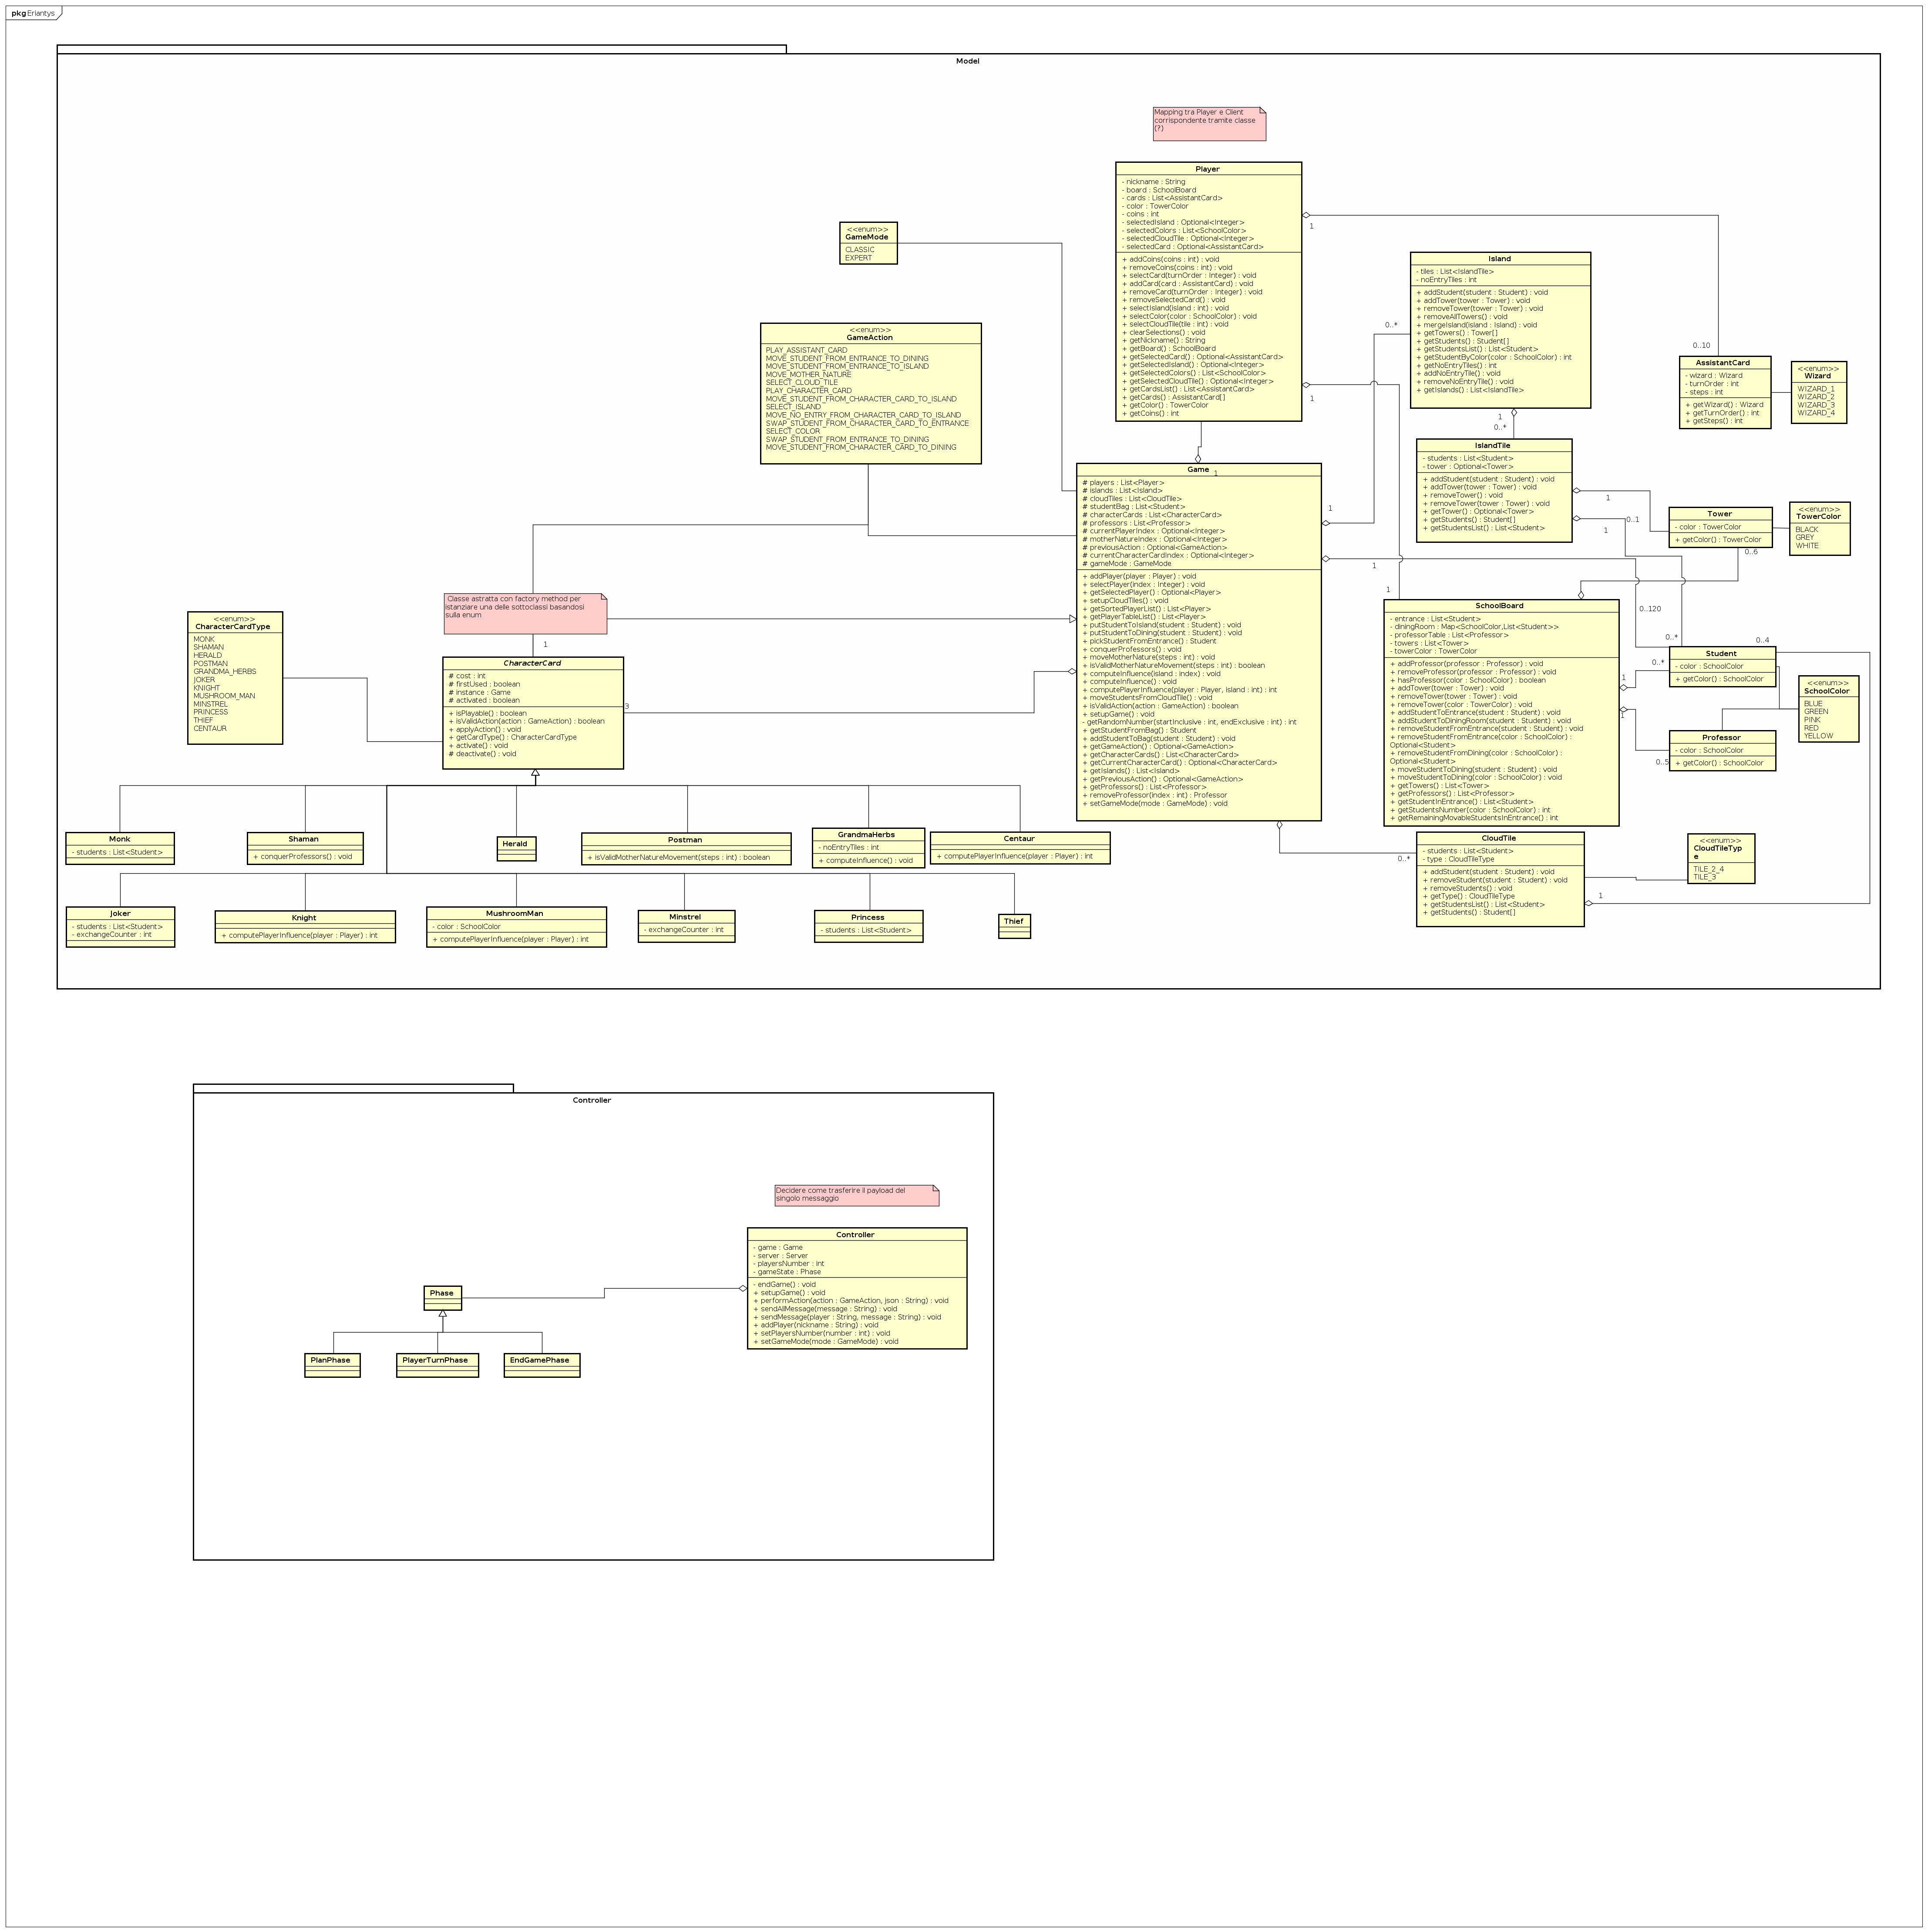 pkg Eriantys
Model
Mapping tra Player e Client
corrispondente tramite classe
(?)
Player
- nickname : String
- board : SchoolBoard
- cards : List<AssistantCard>
- color : TowerColor
- coins : int
- selectedIsland : Optional<Integer>
- selectedColors : List<SchoolColor>
- selectedCloudTile : Optional<Integer>
- selectedCard : Optional<AssistantCard>
+ addCoins(coins : int) : void
+ removeCoins(coins : int) : void
+ selectCard(turnOrder : Integer) : void
+ addCard(card : AssistantCard) : void
+ removeCard(turnOrder : Integer) : void
+ removeSelectedCard() : void
+ selectIsland(island : int) : void
+ selectColor(color : SchoolColor) : void
+ selectCloudTile(tile : int) : void
+ clearSelections() : void
+ getNickname() : String
+ getBoard() : SchoolBoard
+ getSelectedCard() : Optional<AssistantCard>
+ getSelectedIsland() : Optional<Integer>
+ getSelectedColors() : List<SchoolColor>
+ getSelectedCloudTile() : Optional<Integer>
+ getCardsList() : List<AssistantCard>
+ getCards() : AssistantCard[]
+ getColor() : TowerColor
+ getCoins() : int
1
1
<<enum>>
GameMode
CLASSIC
EXPERT
<<enum>>
GameAction
PLAY_ASSISTANT_CARD
MOVE_STUDENT_FROM_ENTRANCE_TO_DINING
MOVE_STUDENT_FROM_ENTRANCE_TO_ISLAND
MOVE_MOTHER_NATURE
SELECT_CLOUD_TILE
PLAY_CHARACTER_CARD
MOVE_STUDENT_FROM_CHARACTER_CARD_TO_ISLAND
SELECT_ISLAND
MOVE_NO_ENTRY_FROM_CHARACTER_CARD_TO_ISLAND
SWAP_STUDENT_FROM_CHARACTER_CARD_TO_ENTRANCE
SELECT_COLOR
SWAP_STUDENT_FROM_ENTRANCE_TO_DINING
MOVE_STUDENT_FROM_CHARACTER_CARD_TO_DINING
Island
- tiles : List<IslandTile>
- noEntryTiles : int
+ addStudent(student : Student) : void
+ addTower(tower : Tower) : void
+ removeTower(tower : Tower) : void
+ removeAllTowers() : void
+ mergeIsland(island : Island) : void
+ getTowers() : Tower[]
+ getStudents() : Student[]
+ getStudentsList() : List<Student>
+ getStudentByColor(color : SchoolColor) : int
+ getNoEntryTiles() : int
+ addNoEntryTile() : void
+ removeNoEntryTile() : void
+ getIslands() : List<IslandTile>
0..*
1
0..*
0..10
AssistantCard
- wizard : Wizard
- turnOrder : int
- steps : int
+ getWizard() : Wizard
+ getTurnOrder() : int
+ getSteps() : int
<<enum>>
Wizard
WIZARD_1
WIZARD_2
WIZARD_3
WIZARD_4
IslandTile
- students : List<Student>
- tower : Optional<Tower>
+ addStudent(student : Student) : void
+ addTower(tower : Tower) : void
+ removeTower() : void
+ removeTower(tower : Tower) : void
+ getTower() : Optional<Tower>
+ getStudents() : Student[]
+ getStudentsList() : List<Student>
1
1
0..1
Tower
- color : TowerColor
+ getColor() : TowerColor
0..6
<<enum>>
TowerColor
BLACK
GREY
WHITE
Game
1
# players : List<Player>
# islands : List<Island>
# cloudTiles : List<CloudTile>
# studentBag : List<Student>
# characterCards : List<CharacterCard>
# professors : List<Professor>
# currentPlayerIndex : Optional<Integer>
# motherNatureIndex : Optional<Integer>
# previousAction : Optional<GameAction>
# currentCharacterCardIndex : Optional<Integer>
# gameMode : GameMode
+ addPlayer(player : Player) : void
+ selectPlayer(index : Integer) : void
+ getSelectedPlayer() : Optional<Player>
+ setupCloudTiles() : void
+ getSortedPlayerList() : List<Player>
+ getPlayerTableList() : List<Player>
+ putStudentToIsland(student : Student) : void
+ putStudentToDining(student : Student) : void
+ pickStudentFromEntrance() : Student
+ conquerProfessors() : void
+ moveMotherNature(steps : int) : void
+ isValidMotherNatureMovement(steps : int) : boolean
+ computeInfluence(island : index) : void
+ computeInfluence() : void
+ computePlayerInfluence(player : Player, island : int) : int
+ moveStudentsFromCloudTile() : void
+ isValidAction(action : GameAction) : boolean
+ setupGame() : void
- getRandomNumber(startInclusive : int, endExclusive : int) : int
+ getStudentFromBag() : Student
+ addStudentToBag(student : Student) : void
+ getGameAction() : Optional<GameAction>
+ getCharacterCards() : List<CharacterCard>
+ getCurrentCharacterCard() : Optional<CharacterCard>
+ getIslands() : List<Island>
+ getPreviousAction() : Optional<GameAction>
+ getProfessors() : List<Professor>
+ removeProfessor(index : int) : Professor
+ setGameMode(mode : GameMode) : void
1
1
1
SchoolBoard
- entrance : List<Student>
- diningRoom : Map<SchoolColor,List<Student>>
- professorTable : List<Professor>
- towers : List<Tower>
- towerColor : TowerColor
+ addProfessor(professor : Professor) : void
+ removeProfessor(professor : Professor) : void
+ hasProfessor(color : SchoolColor) : boolean
+ addTower(tower : Tower) : void
+ removeTower(tower : Tower) : void
+ removeTower(color : TowerColor) : void
+ addStudentToEntrance(student : Student) : void
+ addStudentToDiningRoom(student : Student) : void
+ removeStudentFromEntrance(student : Student) : void
+ removeStudentFromEntrance(color : SchoolColor) :
Optional<Student>
+ removeStudentFromDining(color : SchoolColor) :
Optional<Student>
+ moveStudentToDining(student : Student) : void
+ moveStudentToDining(color : SchoolColor) : void
+ getTowers() : List<Tower>
+ getProfessors() : List<Professor>
+ getStudentInEntrance() : List<Student>
+ getStudentsNumber(color : SchoolColor) : int
+ getRemainingMovableStudentsInEntrance() : int
0..120
0..*
0..4
0..*
1
1
0..5
Student
- color : SchoolColor
+ getColor() : SchoolColor
Professor
- color : SchoolColor
+ getColor() : SchoolColor
<<enum>>
SchoolColor
BLUE
GREEN
PINK
RED
YELLOW
Classe astratta con factory method per
istanziare una delle sottoclassi basandosi
sulla enum
1
<<enum>>
CharacterCardType
MONK
SHAMAN
HERALD
POSTMAN
GRANDMA_HERBS
JOKER
KNIGHT
MUSHROOM_MAN
MINSTREL
PRINCESS
THIEF
CENTAUR
CharacterCard
# cost : int
# firstUsed : boolean
# instance : Game
# activated : boolean
+ isPlayable() : boolean
+ isValidAction(action : GameAction) : boolean
+ applyAction() : void
+ getCardType() : CharacterCardType
+ activate() : void
# deactivate() : void
3
Monk
- students : List<Student>
Shaman
+ conquerProfessors() : void
Herald
Postman
+ isValidMotherNatureMovement(steps : int) : boolean
GrandmaHerbs
- noEntryTiles : int
+ computeInfluence() : void
Centaur
+ computePlayerInfluence(player : Player) : int
CloudTile
- students : List<Student>
- type : CloudTileType
+ addStudent(student : Student) : void
+ removeStudent(student : Student) : void
+ removeStudents() : void
+ getType() : CloudTileType
+ getStudentsList() : List<Student>
+ getStudents() : Student[]
0..*
1
<<enum>>
CloudTileTyp
e
TILE_2_4
TILE_3
Joker
- students : List<Student>
- exchangeCounter : int
Knight
+ computePlayerInfluence(player : Player) : int
MushroomMan
- color : SchoolColor
+ computePlayerInfluence(player : Player) : int
Minstrel
- exchangeCounter : int
Princess
- students : List<Student>
Thief
Controller
Decidere come trasferire il payload del
singolo messaggio
Controller
- game : Game
- server : Server
- playersNumber : int
- gameState : Phase
- endGame() : void
+ setupGame() : void
+ performAction(action : GameAction, json : String) : void
+ sendAllMessage(message : String) : void
+ sendMessage(player : String, message : String) : void
+ addPlayer(nickname : String) : void
+ setPlayersNumber(number : int) : void
+ setGameMode(mode : GameMode) : void
Phase
PlanPhase
PlayerTurnPhase
EndGamePhase